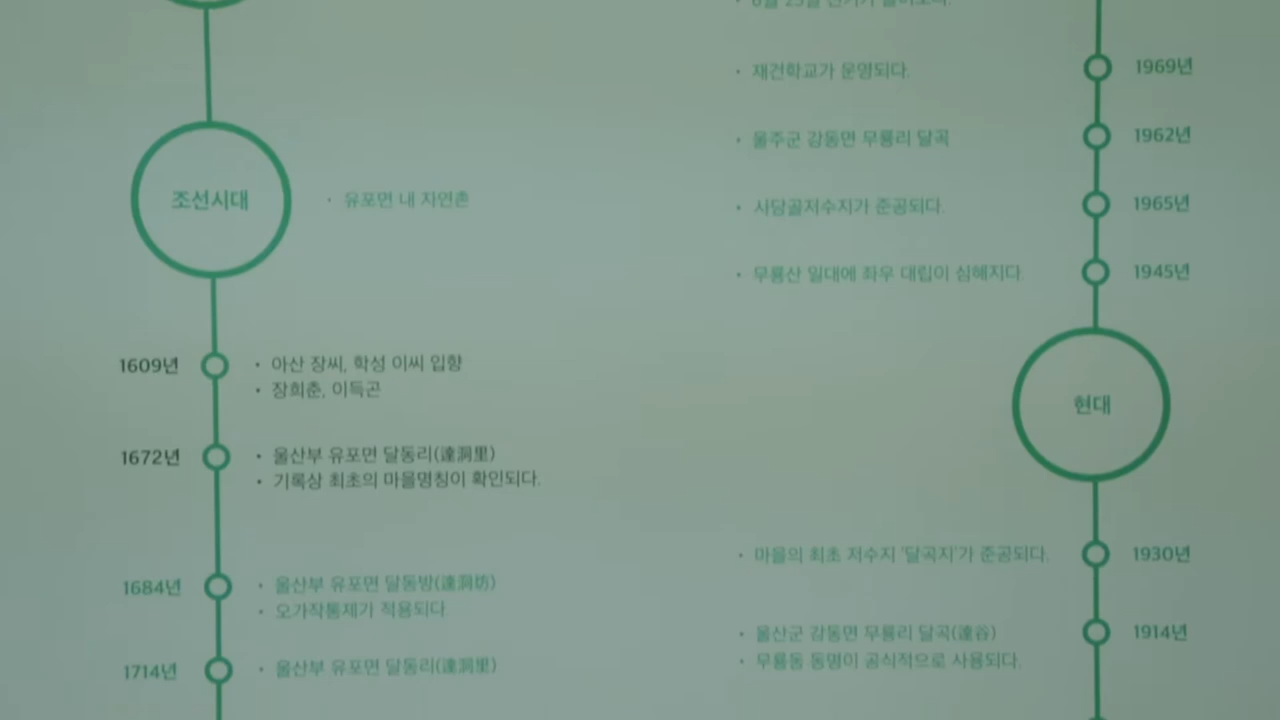 조선시대
· 유포면 내 자연촌
1609년
· 아산 장씨, 학성 이씨 입향
· 장희춘, 이득곤
1672년
· 울산부 유포면 달동리(達洞里)
· 기록상 최초의 마을명칭이 확인되다.
1684년
· 울산부 유포면 달동방(達洞坊)
· 오가작통제가 적용되다.
1714년
· 울산부 유포면 달동리(達洞里)
· 6월 25일 전기가 들어오다.
· 재건학교가 운영되다.
1969년
· 울주군 강동면 무룡리 달곡
1962년
· 사당골저수지가 준공되다.
1965년
· 무룡산 일대에 좌우 대립이 심해지다.
1945년
현대
· 마을의 최초 저수지 '달곡지'가 준공되다.
1930년
· 울산군 강동면 무룡리 달곡(達谷)
· 무룡동 동명이 공식적으로 사용되다.
1914년